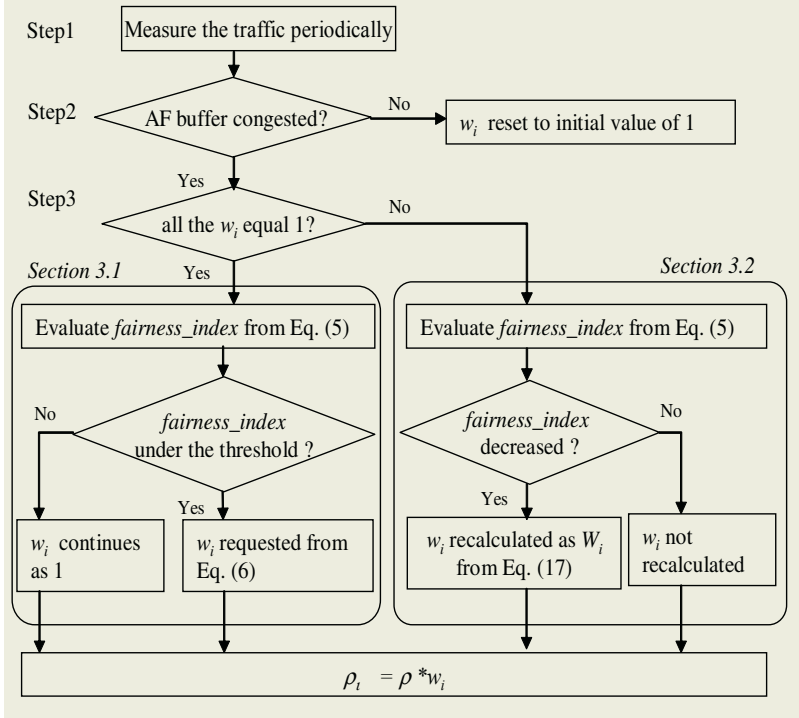 Step1
Measure the traffic periodically
Step2
AF buffer congested?
No
w_i reset to initial value of 1
Yes
Step3
all the w_i equal 1?
No
Yes
Section 3.1
Section 3.2
Evaluate fairness_index from Eq. (5)
Evaluate fairness_index from Eq. (5)
No
fairness_index
under the threshold ?
fairness_index
decreased ?
No
Yes
Yes
w_i continues
as 1
w_i requested from
Eq. (6)
w_i recalculated as W_i
from Eq. (17)
w_i not
recalculated
ρ_t = ρ *w_i